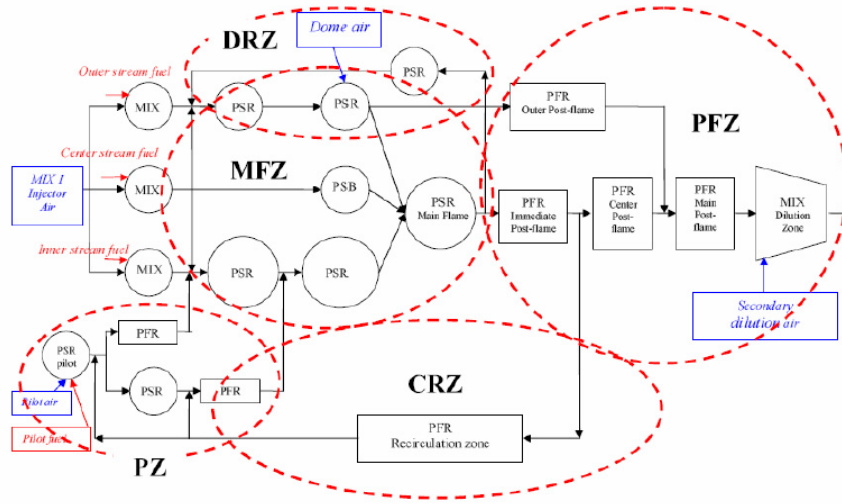 DRZ
Dome air
Outer stream fuel
PSR
MIX
PSR
PSR
PFR
Outer Post-flame
PFZ
Center stream fuel
MFZ
MIX 1
Injector
Air
MIX
PSB
PSR
Main Flame
PFR
Immediate
Post-flame
PFR
Center
Post-
flame
PFR
Main
Post-
flame
MIX
Dilution
Zone
Inner stream fuel
MIX
PSR
PSR
Secondary
dilution air
PSR
pilot
PFR
PSR
PFR
CRZ
Pilot air
Pilot fuel
PFR
Recirculation zone
PZ